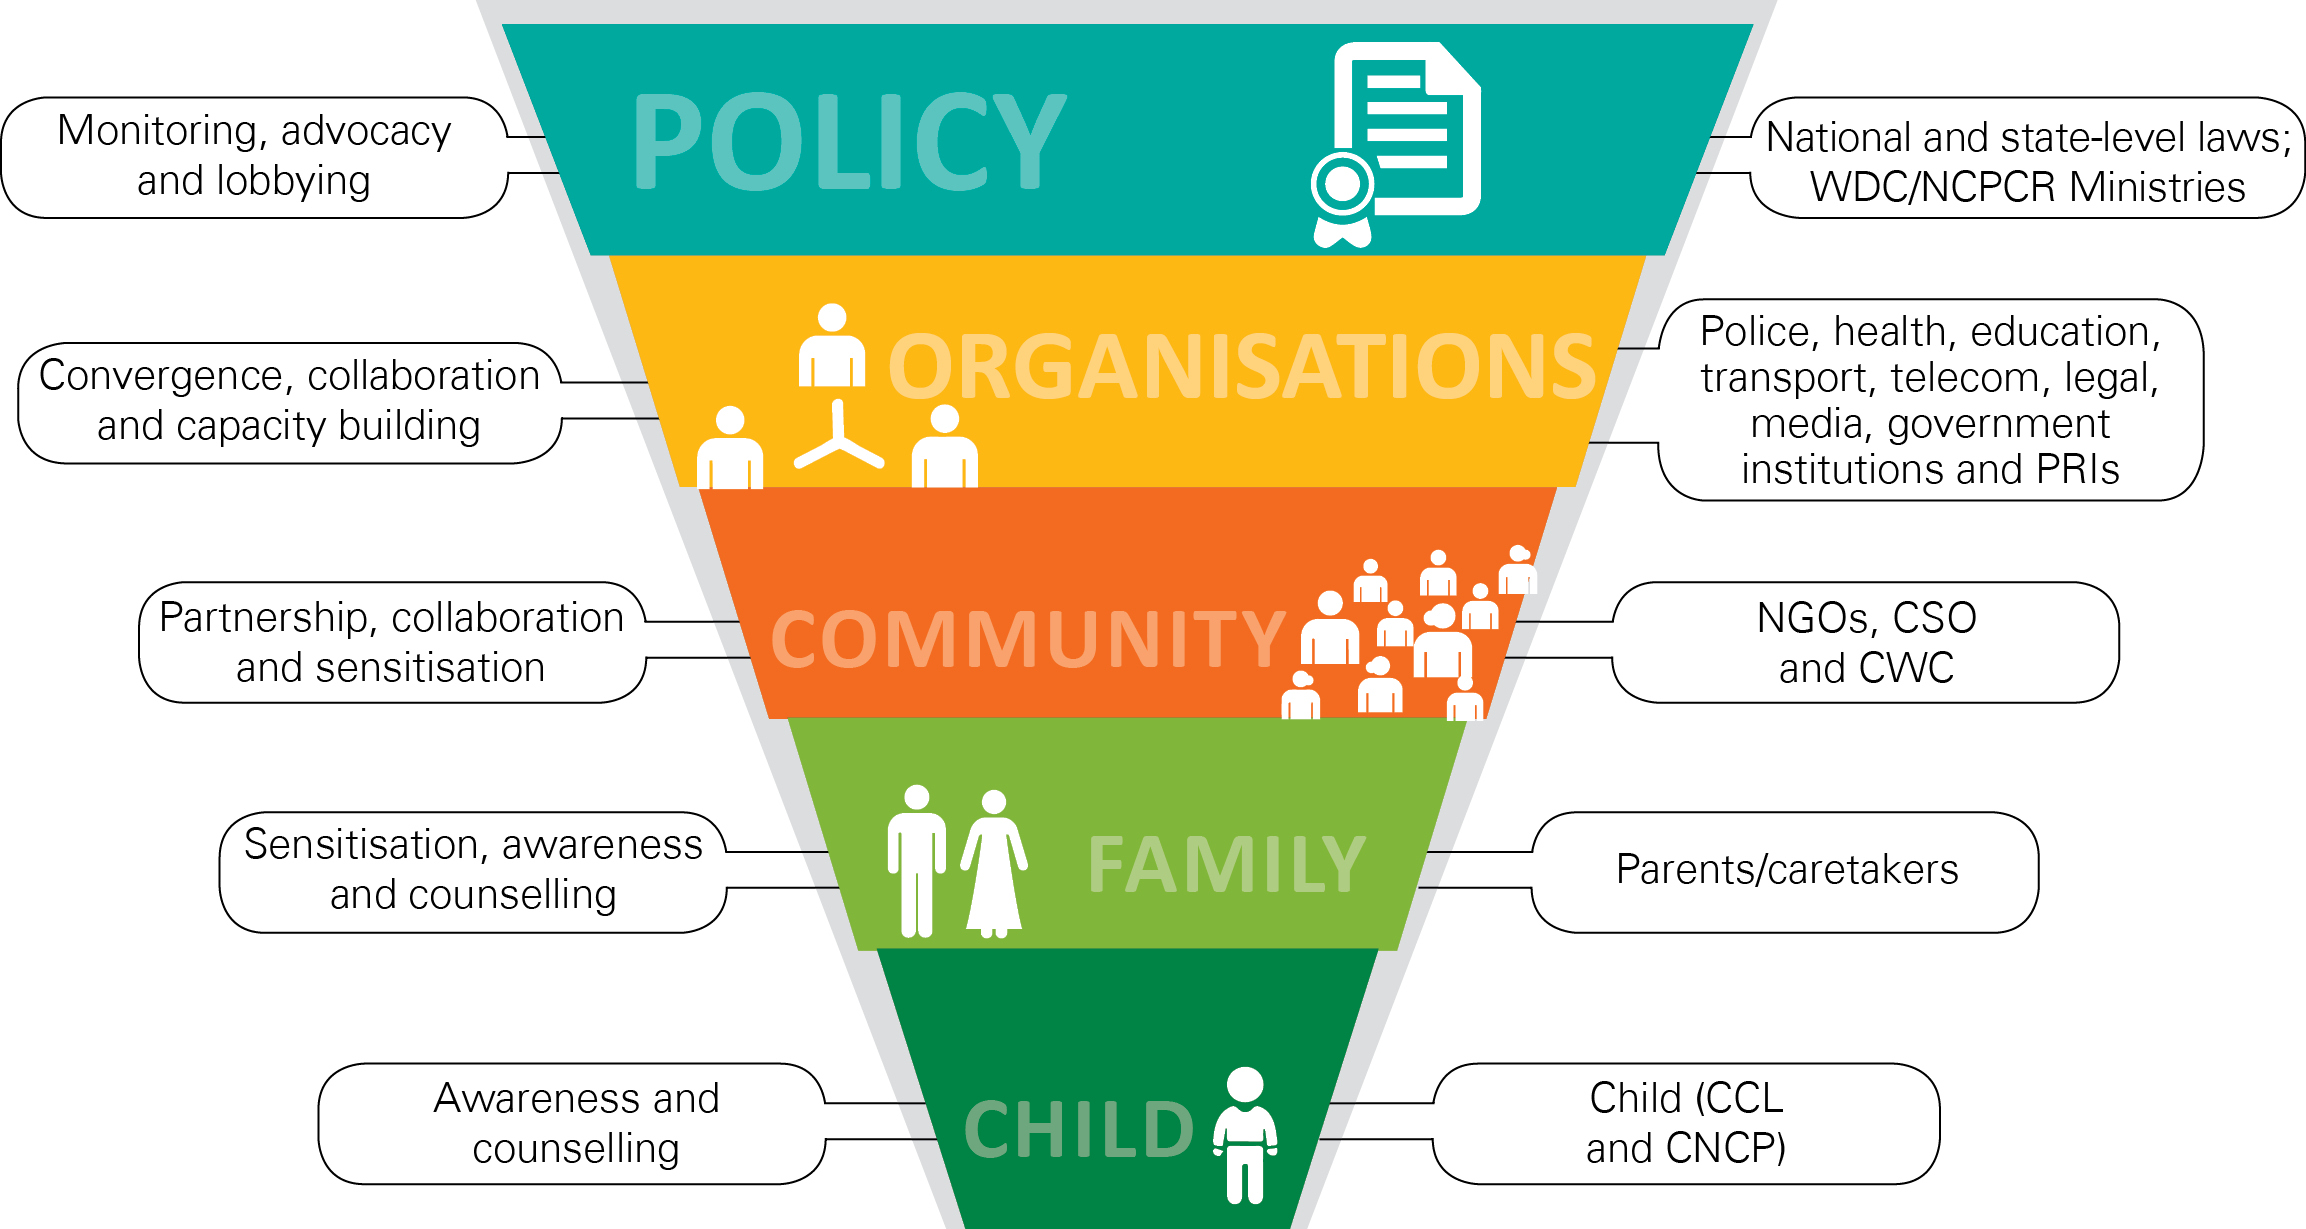 POLICY
Monitoring, advocacy
and lobbying
National and state-level laws;
WDC/NCPCR Ministries
ORGANISATIONS
Convergence, collaboration
and capacity building
Police, health, education,
transport, telecom, legal,
media, government
institutions and PRIs
COMMUNITY
Partnership, collaboration
and sensitisation
NGOs, CSO
and CWC
FAMILY
Sensitisation, awareness
and counselling
Parents/caretakers
CHILD
Awareness and
counselling
Child (CCL
and CNCP)